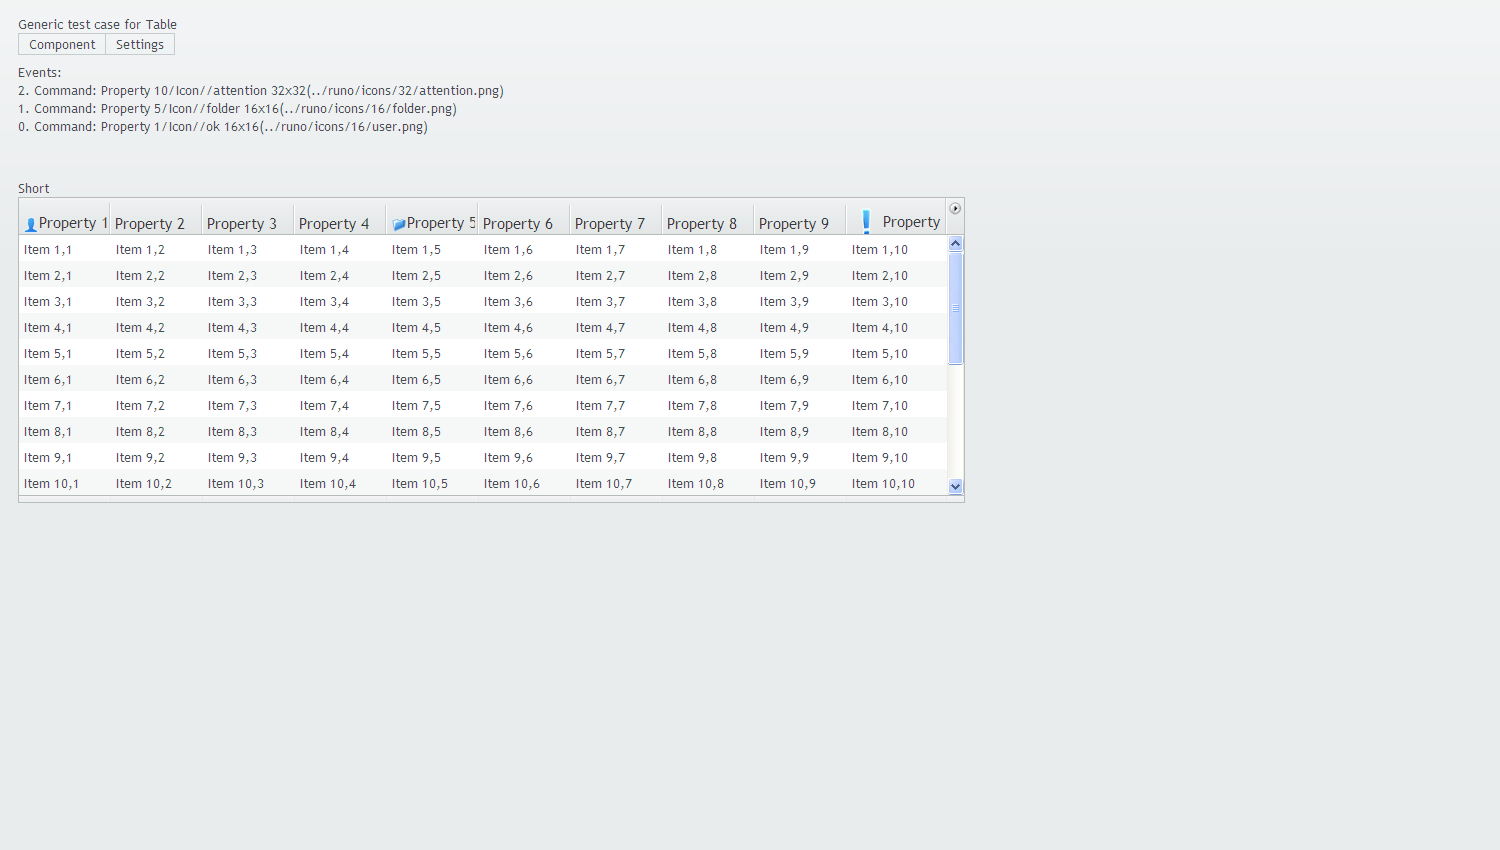 Generic test case for Table
Component Settings
Events:
2. Command: Property 10/Icon//attention 32x32(../runo/icons/32/attention.png)
1. Command: Property 5/Icon//folder 16x16(../runo/icons/16/folder.png)
0. Command: Property 1/Icon//ok 16x16(../runo/icons/16/user.png)
Short
Property 1 Property 2 Property 3 Property 4 Property 5 Property 6 Property 7 Property 8 Property 9 Property
Item 1,1 Item 1,2 Item 1,3 Item 1,4 Item 1,5 Item 1,6 Item 1,7 Item 1,8 Item 1,9 Item 1,10
Item 2,1 Item 2,2 Item 2,3 Item 2,4 Item 2,5 Item 2,6 Item 2,7 Item 2,8 Item 2,9 Item 2,10
Item 3,1 Item 3,2 Item 3,3 Item 3,4 Item 3,5 Item 3,6 Item 3,7 Item 3,8 Item 3,9 Item 3,10
Item 4,1 Item 4,2 Item 4,3 Item 4,4 Item 4,5 Item 4,6 Item 4,7 Item 4,8 Item 4,9 Item 4,10
Item 5,1 Item 5,2 Item 5,3 Item 5,4 Item 5,5 Item 5,6 Item 5,7 Item 5,8 Item 5,9 Item 5,10
Item 6,1 Item 6,2 Item 6,3 Item 6,4 Item 6,5 Item 6,6 Item 6,7 Item 6,8 Item 6,9 Item 6,10
Item 7,1 Item 7,2 Item 7,3 Item 7,4 Item 7,5 Item 7,6 Item 7,7 Item 7,8 Item 7,9 Item 7,10
Item 8,1 Item 8,2 Item 8,3 Item 8,4 Item 8,5 Item 8,6 Item 8,7 Item 8,8 Item 8,9 Item 8,10
Item 9,1 Item 9,2 Item 9,3 Item 9,4 Item 9,5 Item 9,6 Item 9,7 Item 9,8 Item 9,9 Item 9,10
Item 10,1 Item 10,2 Item 10,3 Item 10,4 Item 10,5 Item 10,6 Item 10,7 Item 10,8 Item 10,9 Item 10,10